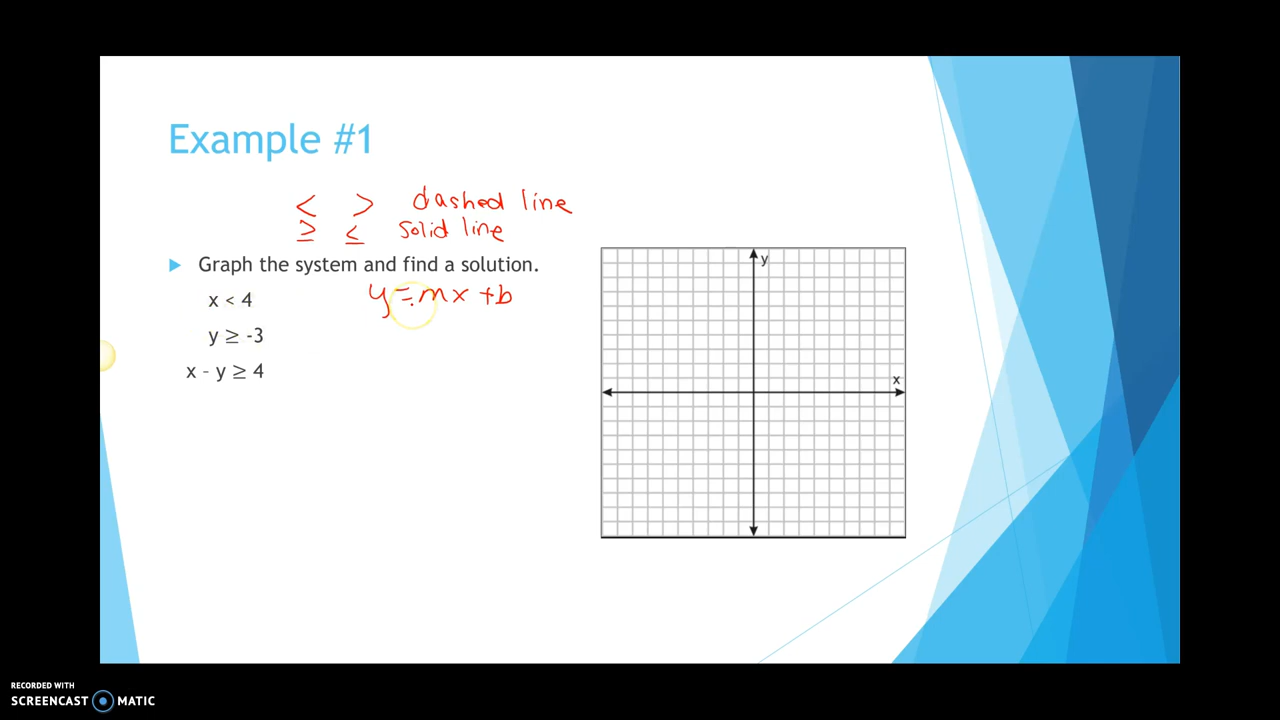 Example #1
< > dashed line
≥ ≤ solid line
Graph the system and find a solution.
x < 4
y = mx + b
y ≥ -3
x - y ≥ 4
y
x
RECORDED WITH
SCREENCAST MATIC